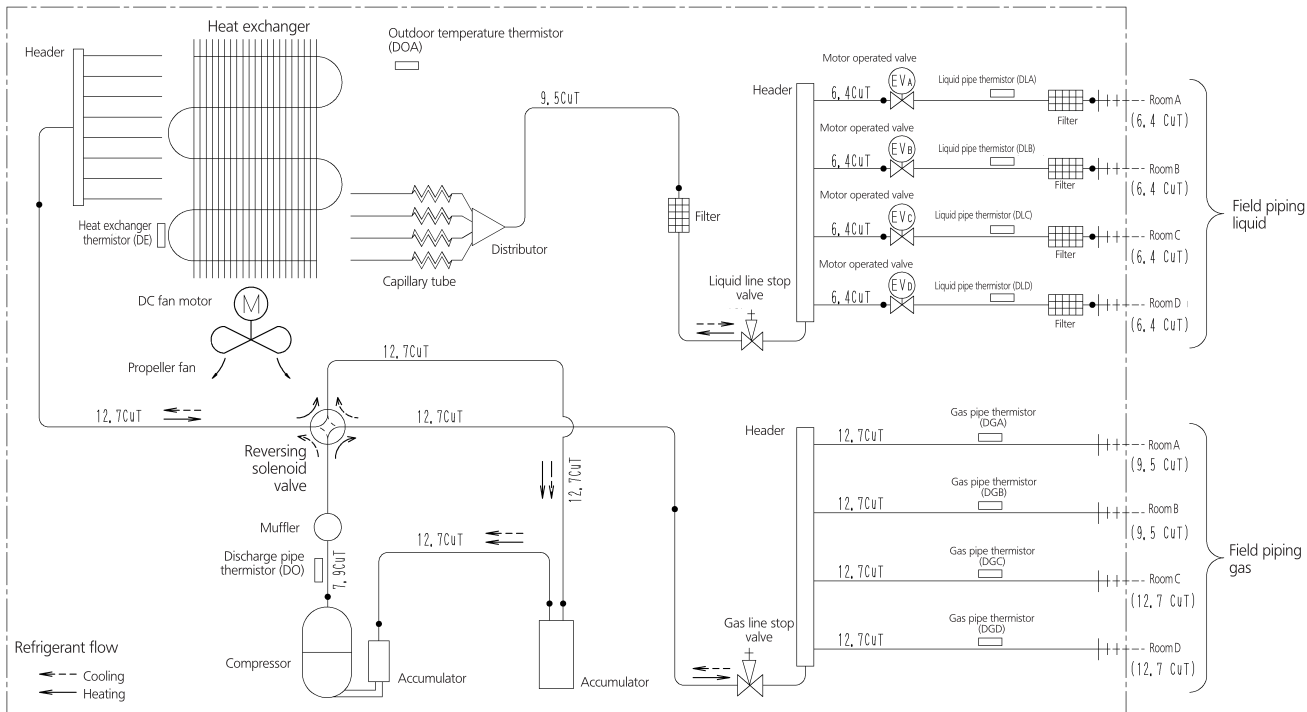 Heat exchanger
Header
Outdoor temperature thermistor
(DOA)
9.5CuT
Heat exchanger
thermistor (DE)
Capillary tube
Distributor
Filter
DC fan motor
M
Propeller fan
Liquid line stop
valve
Header
Motor operated valve
EVA
6.4CuT
Liquid pipe thermistor (DLA)
Filter
Room A
(6.4 CuT)
Motor operated valve
EVB
6.4CuT
Liquid pipe thermistor (DLB)
Filter
Room B
(6.4 CuT)
Motor operated valve
EVC
6.4CuT
Liquid pipe thermistor (DLC)
Filter
Room C
(6.4 CuT)
Motor operated valve
EVD
6.4CuT
Liquid pipe thermistor (DLD)
Filter
Room D
(6.4 CuT)
Field piping
liquid
12.7CuT
12.7CuT
12.7CuT
Reversing
solenoid
valve
12.7CuT
Muffler
Discharge pipe
thermistor (DO)
7.9CuT
12.7CuT
Compressor
Accumulator
Accumulator
Gas line stop
valve
Header
12.7CuT
Gas pipe thermistor
(DGA)
Room A
(9.5 CuT)
12.7CuT
Gas pipe thermistor
(DGB)
Room B
(9.5 CuT)
12.7CuT
Gas pipe thermistor
(DGC)
Room C
(12.7 CuT)
12.7CuT
Gas pipe thermistor
(DGD)
Room D
(12.7 CuT)
Field piping
gas
Refrigerant flow
Cooling
Heating